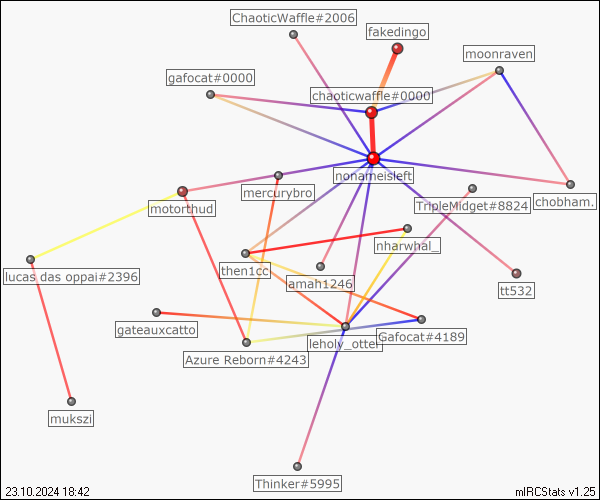 ChaoticWaffle#2006
fakedingo
moonraven
gafocat#0000
chaoticwaffle#0000
nonameisleft
mercurybro
motorthud
TripleMidget#8824
chobham.
nharwhal_
then1cc
lucas das oppai#2396
amah1246
tt532
gateauxcatto
Azure Reborn#4243
leholy_otter
Gafocat#4189
mukszi
Thinker#5995
23.10.2024 18:42
mIRCStats v1.25